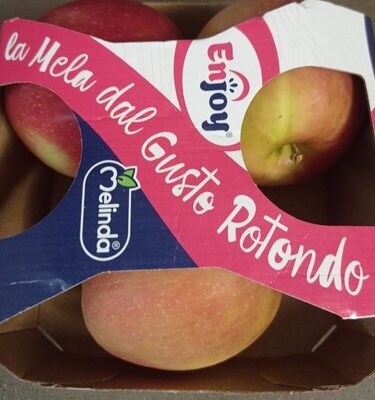 Enjoy®
la Mela dal Gusto Rotondo
Melinda®